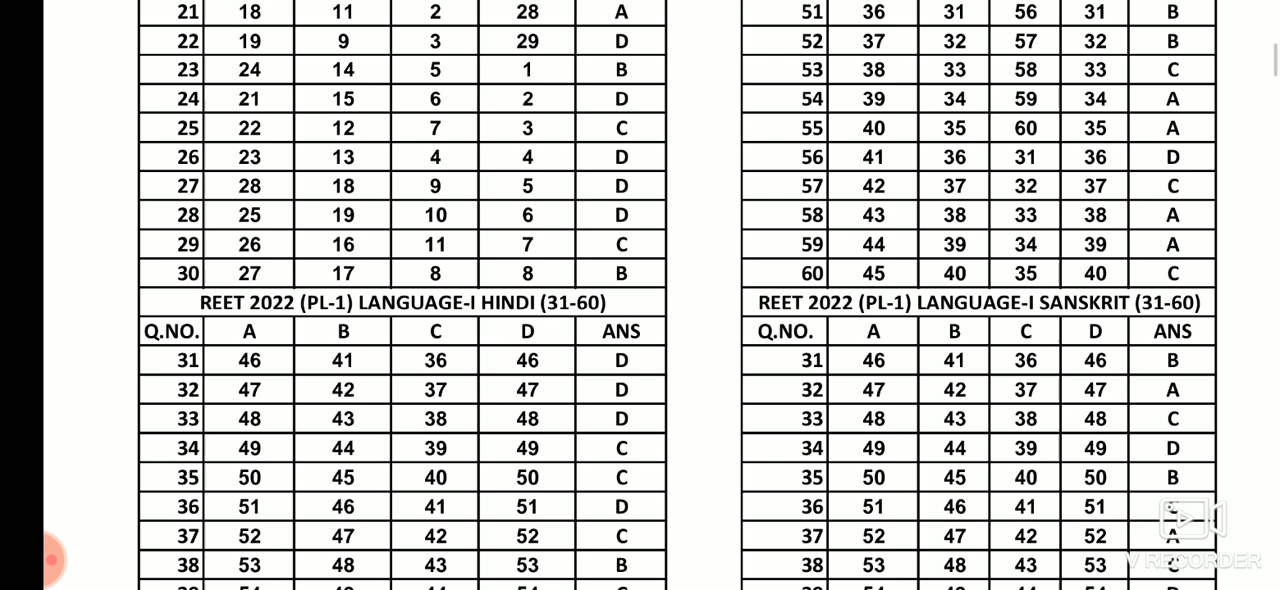 21 18 11 2 28 A
22 19 9 3 29 D
23 24 14 5 1 B
24 21 15 6 2 D
25 22 12 7 3 C
26 23 13 4 4 D
27 28 18 9 5 D
28 25 19 10 6 D
29 26 16 11 7 C
30 27 17 8 8 B
REET 2022 (PL-1) LANGUAGE-I HINDI (31-60)
Q.NO. A B C D ANS
31 46 41 36 46 D
32 47 42 37 47 D
33 48 43 38 48 D
34 49 44 39 49 C
35 50 45 40 50 C
36 51 46 41 51 D
37 52 47 42 52 C
38 53 48 43 53 B
51 36 31 56 31 B
52 37 32 57 32 B
53 38 33 58 33 C
54 39 34 59 34 A
55 40 35 60 35 A
56 41 36 31 36 D
57 42 37 32 37 C
58 43 38 33 38 A
59 44 39 34 39 A
60 45 40 35 40 C
REET 2022 (PL-1) LANGUAGE-I SANSKRIT (31-60)
Q.NO. A B C D ANS
31 46 41 36 46 B
32 47 42 37 47 A
33 48 43 38 48 C
34 49 44 39 49 D
35 50 45 40 50 B
36 51 46 41 51
37 52 47 42 52 A
38 53 48 43 53
V RECORDER